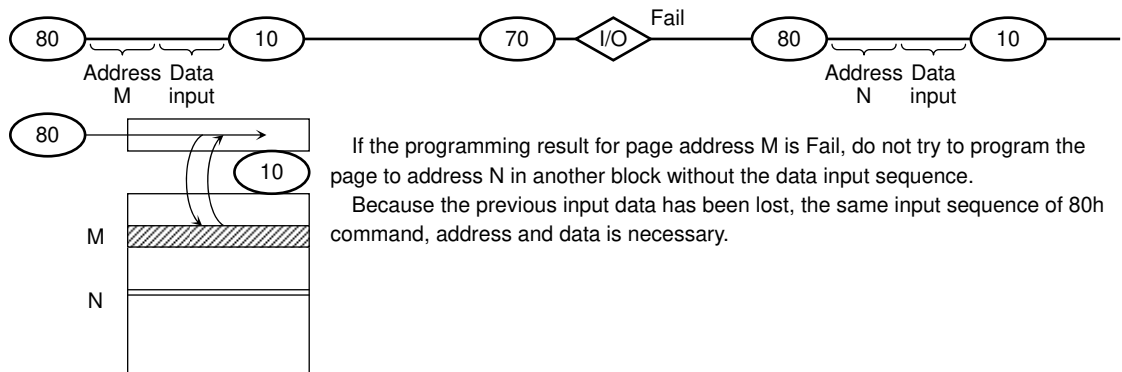 80 10 70 I/O Fail 80 10
Address Data Address Data
M input N input
80
10
M
N
If the programming result for page address M is Fail, do not try to program the
page to address N in another block without the data input sequence.
Because the previous input data has been lost, the same input sequence of 80h
command, address and data is necessary.